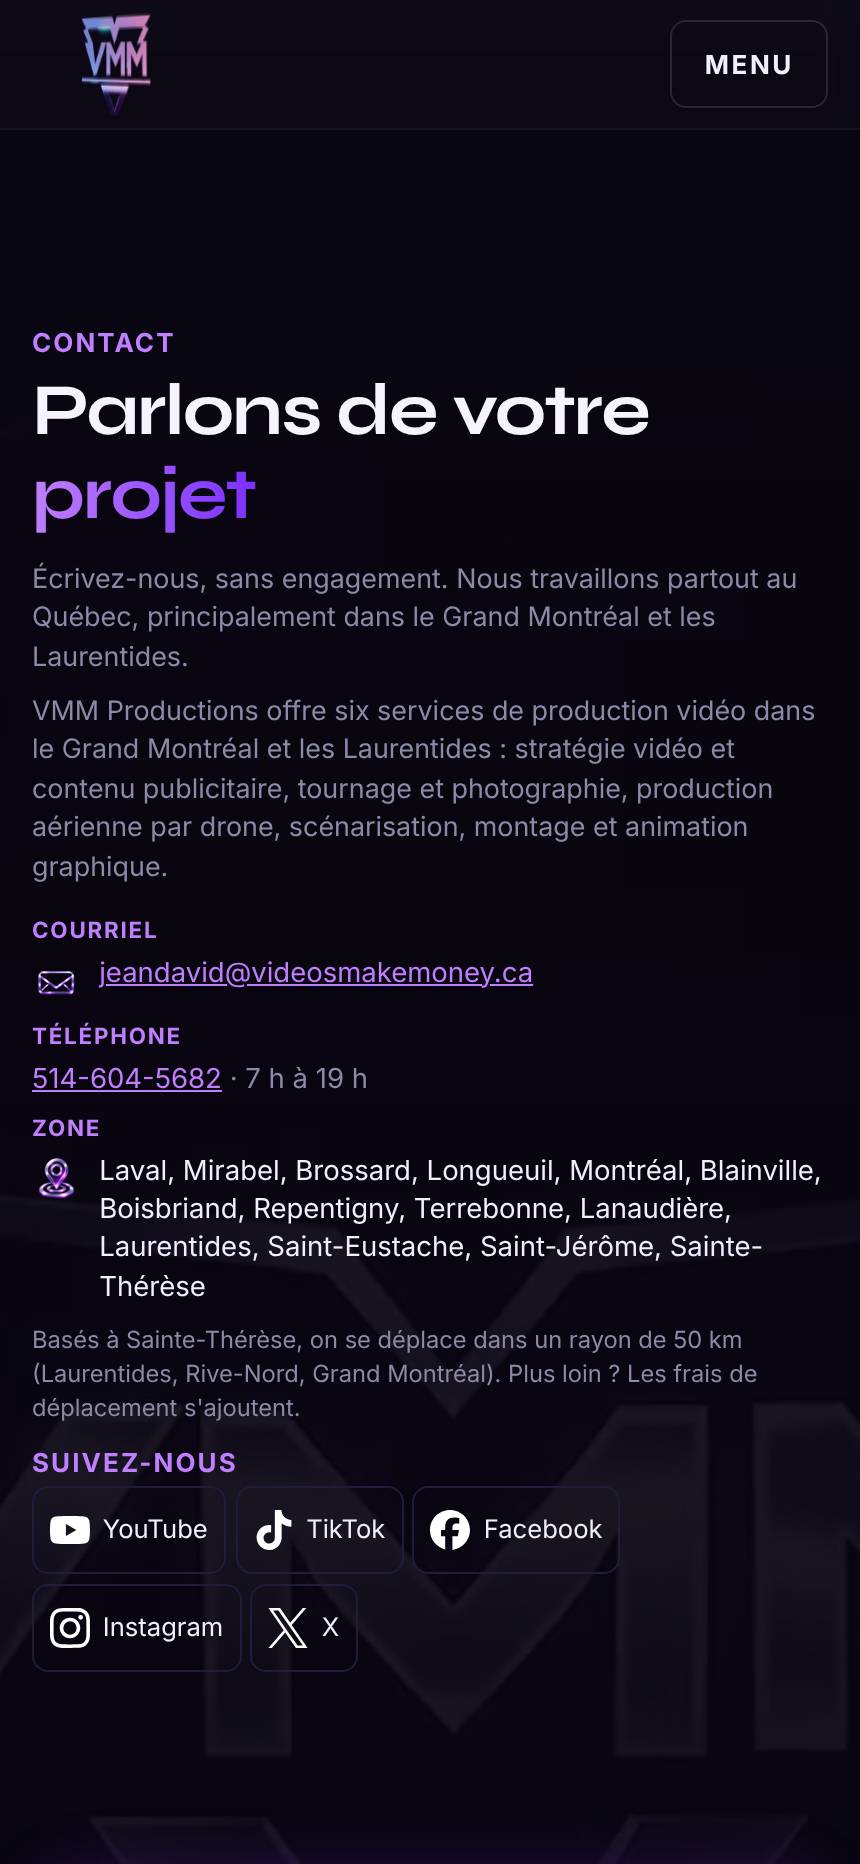 VMM
MENU
CONTACT
Parlons de votre
projet
Écrivez-nous, sans engagement. Nous travaillons partout au
Québec, principalement dans le Grand Montréal et les
Laurentides.
VMM Productions offre six services de production vidéo dans
le Grand Montréal et les Laurentides : stratégie vidéo et
contenu publicitaire, tournage et photographie, production
aérienne par drone, scénarisation, montage et animation
graphique.
COURRIEL
jeandavid@videosmakemoney.ca
TÉLÉPHONE
514-604-5682 · 7 h à 19 h
ZONE
Laval, Mirabel, Brossard, Longueuil, Montréal, Blainville,
Boisbriand, Repentigny, Terrebonne, Lanaudière,
Laurentides, Saint-Eustache, Saint-Jérôme, Sainte-
Thérèse
Basés à Sainte-Thérèse, on se déplace dans un rayon de 50 km
(Laurentides, Rive-Nord, Grand Montréal). Plus loin ? Les frais de
déplacement s'ajoutent.
SUIVEZ-NOUS
YouTube TikTok Facebook
Instagram X